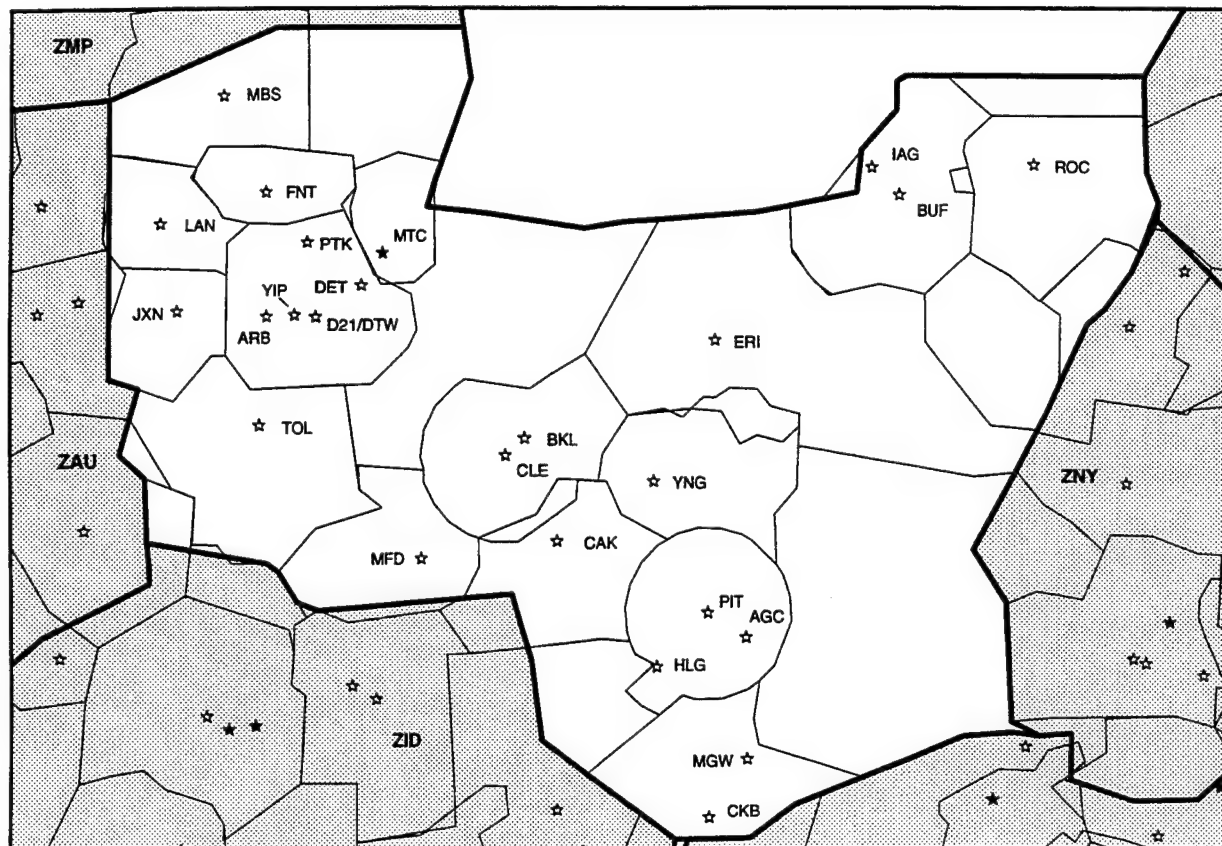 ZMP
MBS
IAG
ROC
FNT
BUF
LAN
PTK
MTC
DET
YIP
JXN
D21/DTW
ARB
ERI
TOL
BKL
ZAU
CLE
ZNY
YNG
CAK
MFD
PIT
AGC
HLG
ZID
MGW
CKB